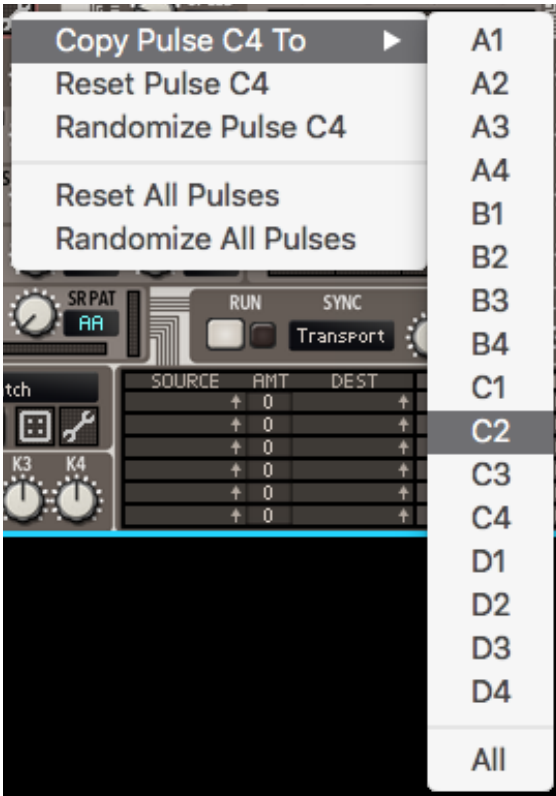 Copy Pulse C4 To
Reset Pulse C4
Randomize Pulse C4
Reset All Pulses
Randomize All Pulses
A1
A2
A3
A4
B1
B2
B3
B4
C1
C2
C3
C4
D1
D2
D3
D4
All
SR PAT
AA
RUN
SYNC
Transport
tch
SOURCE AMT DEST
0
0
0
0
0
0
K3 K4